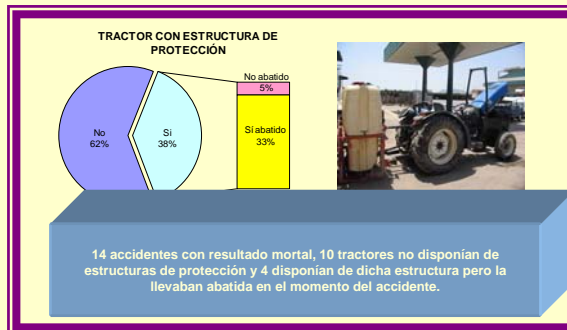 TRACTOR CON ESTRUCTURA DE
PROTECCIÓN
No abatido
5%
No
62%
Si
38%
Sí abatido
33%
14 accidentes con resultado mortal, 10 tractores no disponían de
estructuras de protección y 4 disponían de dicha estructura pero la
llevaban abatida en el momento del accidente.